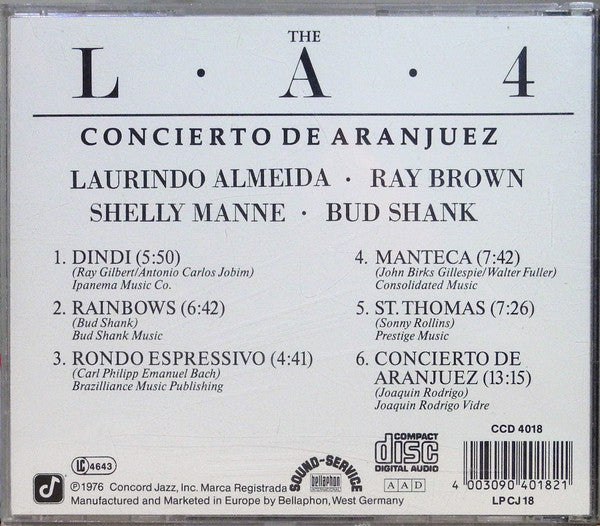 THE
L · A · 4
CONCIERTO DE ARANJUEZ
LAURINDO ALMEIDA · RAY BROWN
SHELLY MANNE · BUD SHANK
1. DINDI (5:50)
(Ray Gilbert/Antonio Carlos Jobim)
Ipanema Music Co.
2. RAINBOWS (6:42)
(Bud Shank)
Bud Shank Music
3. RONDO ESPRESSIVO (4:41)
(Carl Philipp Emanuel Bach)
Brazilliance Music Publishing
4. MANTECA (7:42)
(John Birks Gillespie/Walter Fuller)
Consolidated Music
5. ST. THOMAS (7:26)
(Sonny Rollins)
Prestige Music
6. CONCIERTO DE
ARANJUEZ (13:15)
(Joaquin Rodrigo)
Joaquin Rodrigo Vidre
LC 4643
℗1976 Concord Jazz, Inc. Marca Registrada
Manufactured and Marketed in Europe by Bellaphon, West Germany
SOUND-SERVICE
bellaphon
INTERNATIONAL
COMPACT
disc
DIGITAL AUDIO
A A D
CCD 4018
4 003090 401821
LP CJ 18